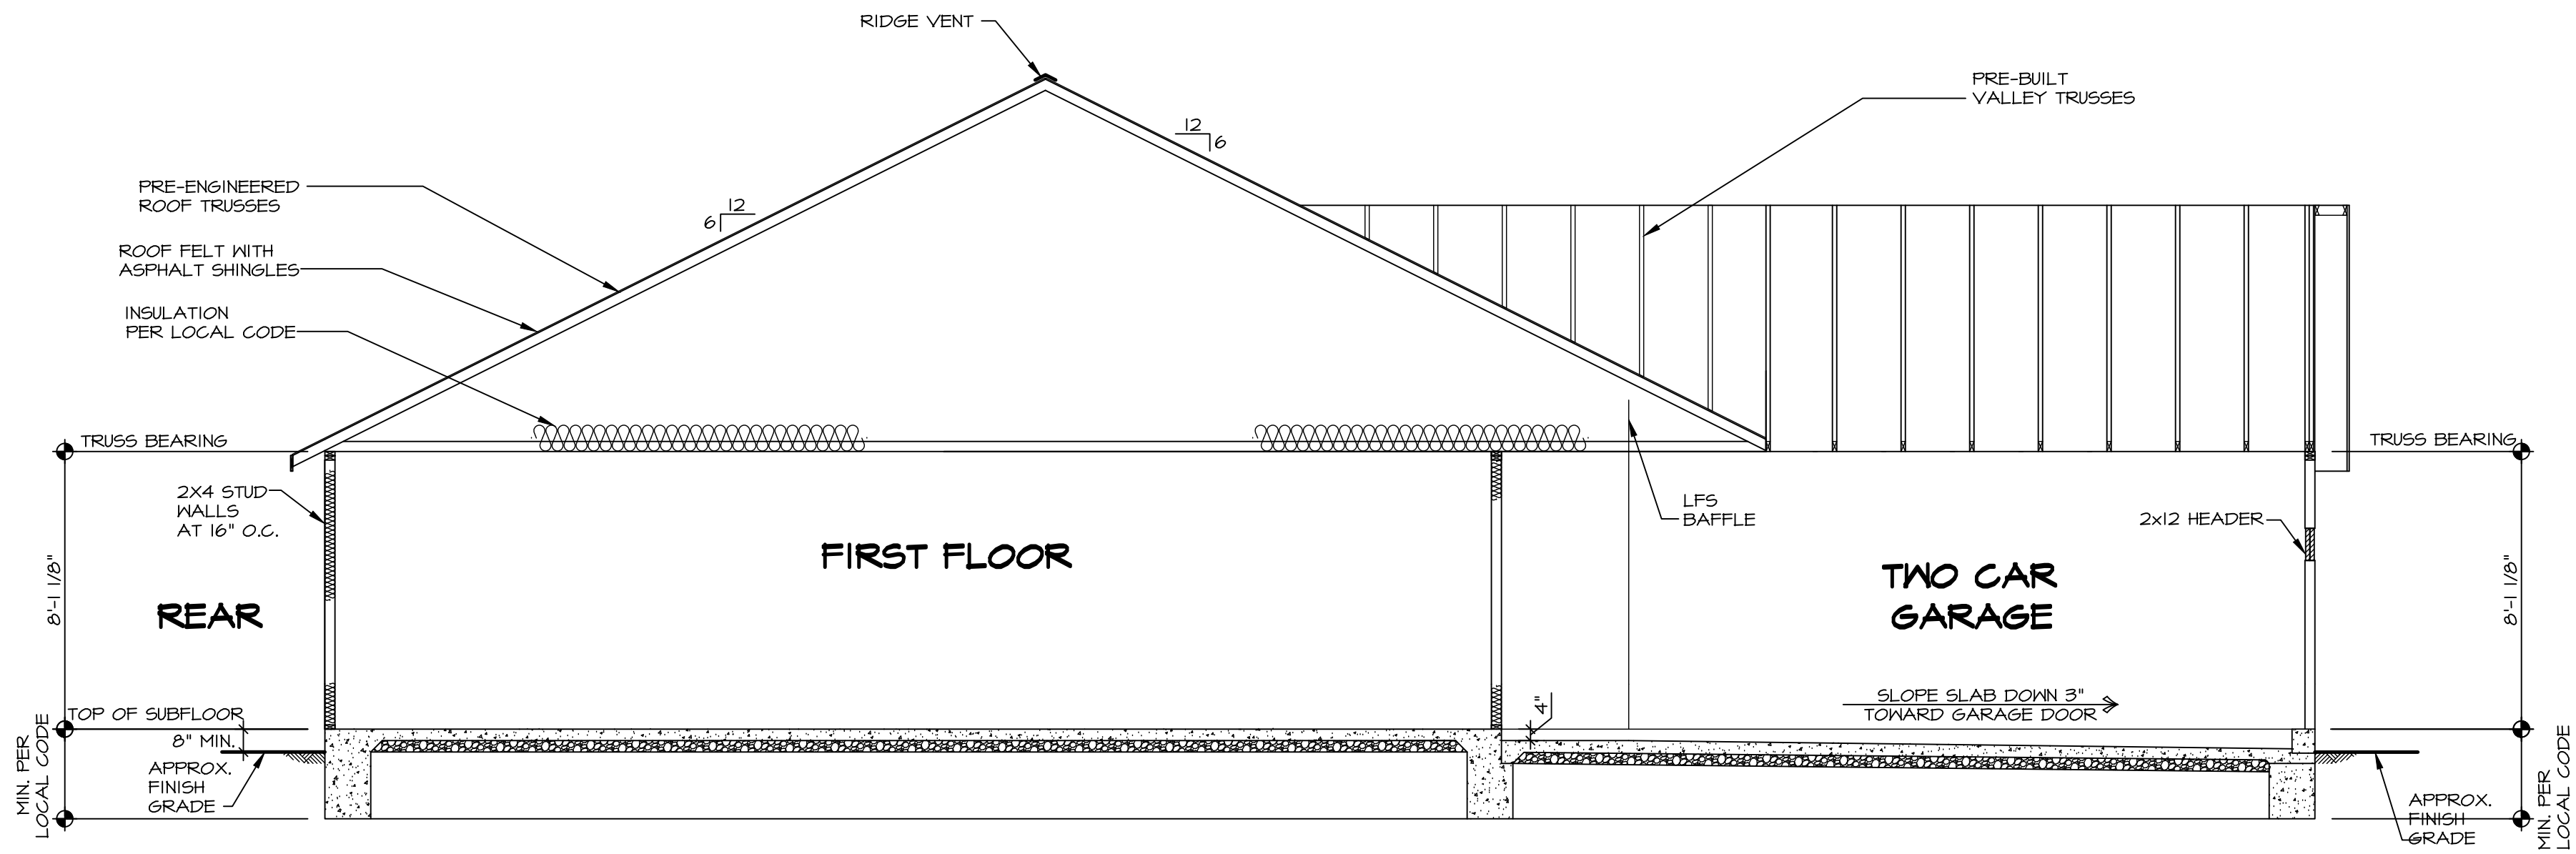 RIDGE VENT
PRE-BUILT
VALLEY TRUSSES
12
6
PRE-ENGINEERED
ROOF TRUSSES
12
6
ROOF FELT WITH
ASPHALT SHINGLES
INSULATION
PER LOCAL CODE
TRUSS BEARING
TRUSS BEARING
2X4 STUD
WALLS
AT 16" O.C.
LFS
BAFFLE
2x12 HEADER
FIRST FLOOR
TWO CAR
GARAGE
REAR
8'-1 1/8"
8'-1 1/8"
4"
SLOPE SLAB DOWN 3"
TOWARD GARAGE DOOR
TOP OF SUBFLOOR
8" MIN.
APPROX.
FINISH
GRADE
MIN. PER
LOCAL CODE
APPROX.
FINISH
GRADE
MIN. PER
LOCAL CODE